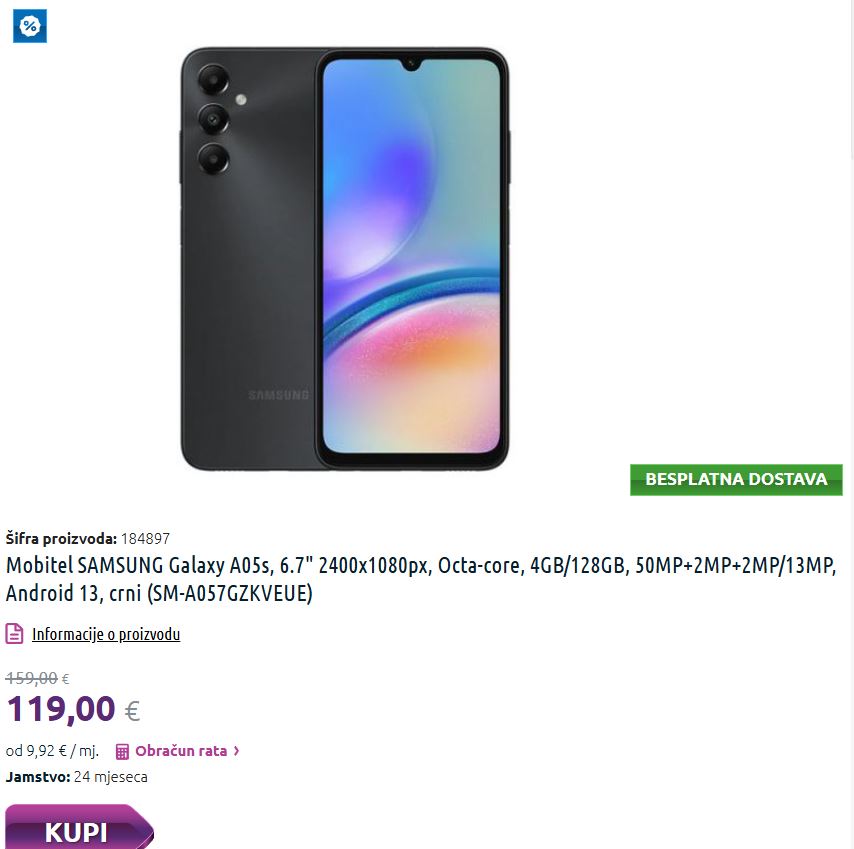 %
SAMSUNG
BESPLATNA DOSTAVA
Šifra proizvoda: 184897
Mobitel SAMSUNG Galaxy A05s, 6.7" 2400x1080px, Octa-core, 4GB/128GB, 50MP+2MP+2MP/13MP,
Android 13, crni (SM-A057GZKVEUE)
Informacije o proizvodu
159,00 €
119,00 €
od 9,92 € / mj. Obračun rata ›
Jamstvo: 24 mjeseca
KUPI